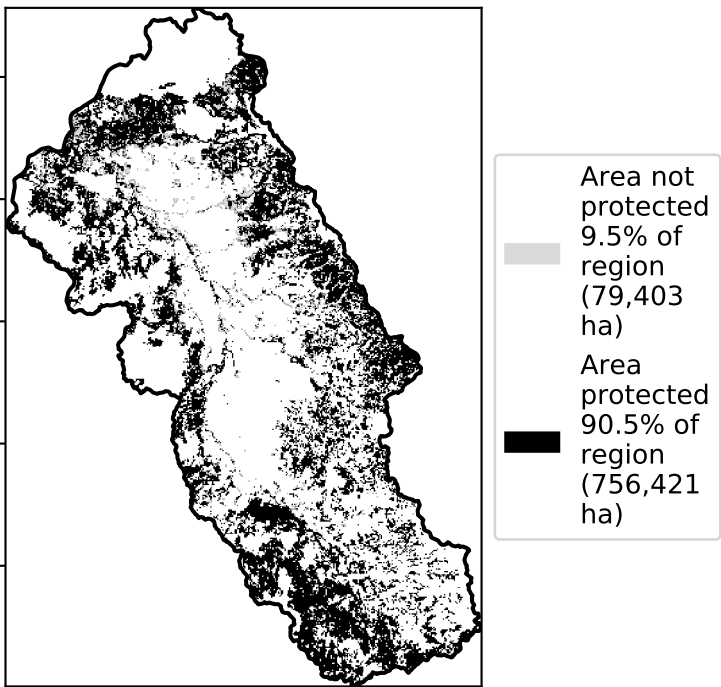 Area not
protected
9.5% of
region
(79,403
ha)
Area
protected
90.5% of
region
(756,421
ha)